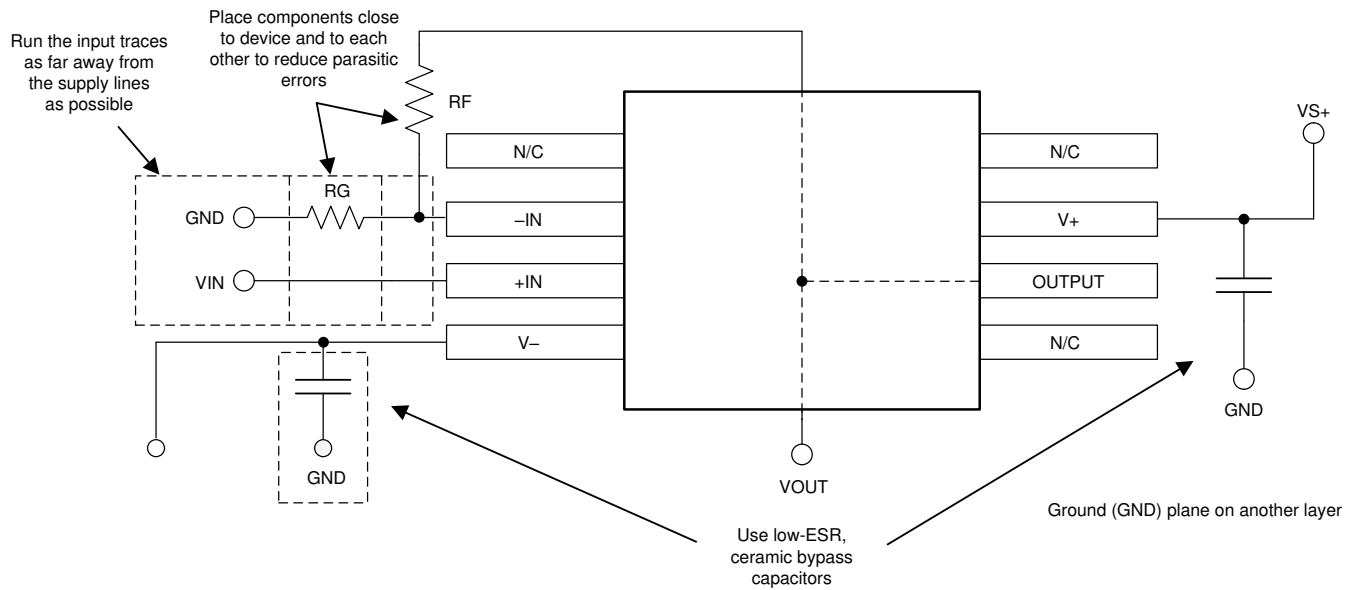 Place components close
to device and to each
other to reduce parasitic
errors
Run the input traces
as far away from
the supply lines
as possible
RF
VS+
N/C
N/C
RG
GND
–IN
V+
VIN
+IN
OUTPUT
V–
N/C
GND
GND
VOUT
Ground (GND) plane on another layer
Use low-ESR,
ceramic bypass
capacitors